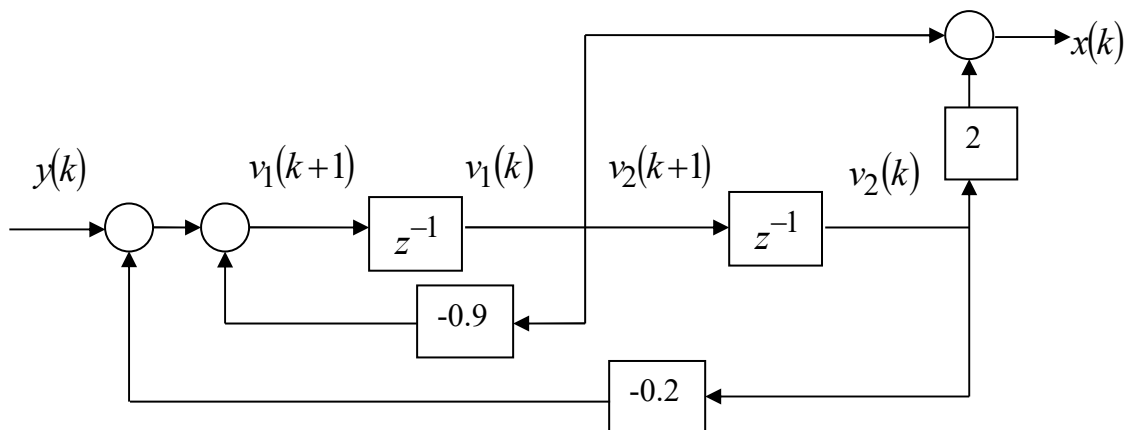 x(k)
2
y(k)
v₁(k+1)
v₁(k)
v₂(k+1)
v₂(k)
z⁻¹
z⁻¹
-0.9
-0.2